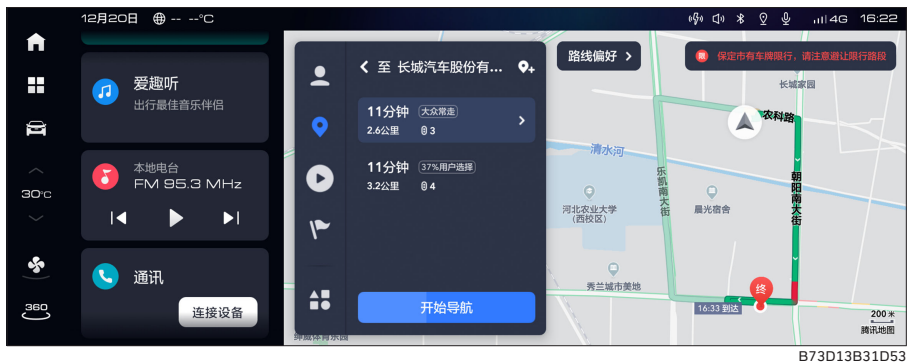 12月20日 -- --°C
4G 16:22
30°C
360
爱趣听
出行最佳音乐伴侣
本地电台
FM 95.3 MHz
通讯
连接设备
至 长城汽车股份有...
11分钟 大众常走
2.6公里 3
11分钟 37%用户选择
3.2公里 4
开始导航
路线偏好
限 保定市有车牌限行，请注意避让限行路段
长城家园
农科路
清水河
乐凯南大街
朝阳南大街
河北农业大学
(西校区)
晨光宿舍
秀兰城市美地
终
16:33 到达
200米
腾讯地图
B73D13B31D53